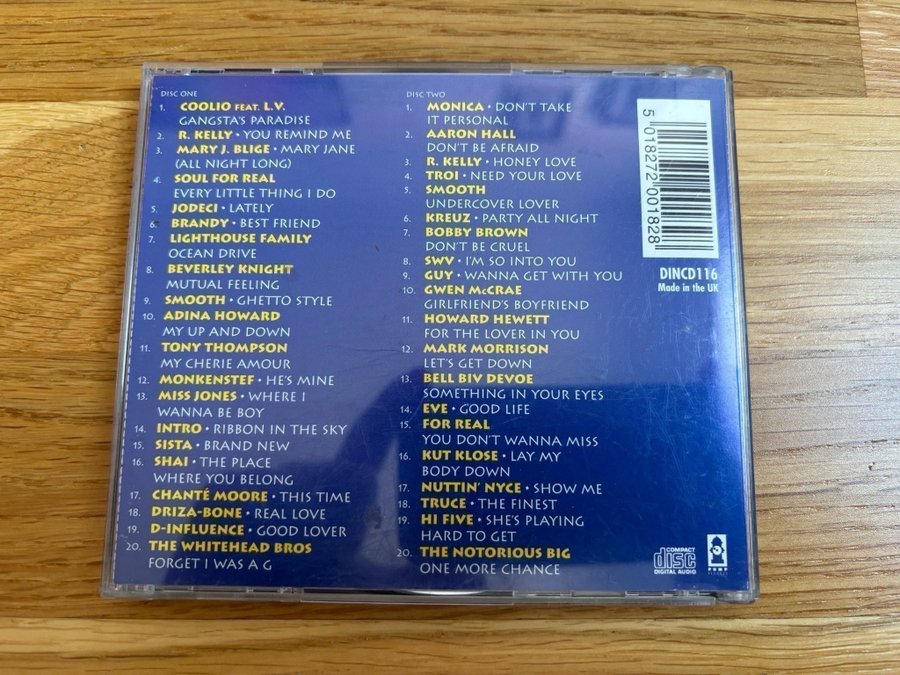 DISC ONE
1. COOLIO FEAT. L.V.
GANGSTA'S PARADISE
2. R. KELLY • YOU REMIND ME
3. MARY J. BLIGE • MARY JANE
(ALL NIGHT LONG)
4. SOUL FOR REAL
EVERY LITTLE THING I DO
5. JODECI • LATELY
6. BRANDY • BEST FRIEND
7. LIGHTHOUSE FAMILY
OCEAN DRIVE
8. BEVERLEY KNIGHT
MUTUAL FEELING
9. SMOOTH • GHETTO STYLE
10. ADINA HOWARD
MY UP AND DOWN
11. TONY THOMPSON
MY CHERIE AMOUR
12. MONKENSTEF • HE'S MINE
13. MISS JONES • WHERE I
WANNA BE BOY
14. INTRO • RIBBON IN THE SKY
15. SISTA • BRAND NEW
16. SHAI • THE PLACE
WHERE YOU BELONG
17. CHANTÉ MOORE • THIS TIME
18. DRIZA-BONE • REAL LOVE
19. D-INFLUENCE • GOOD LOVER
20. THE WHITEHEAD BROS
FORGET I WAS A G
DISC TWO
1. MONICA • DON'T TAKE
IT PERSONAL
2. AARON HALL
DON'T BE AFRAID
3. R. KELLY • HONEY LOVE
4. TROI • NEED YOUR LOVE
5. SMOOTH
UNDERCOVER LOVER
6. KREUZ • PARTY ALL NIGHT
7. BOBBY BROWN
DON'T BE CRUEL
8. SWV • I'M SO INTO YOU
9. GUY • WANNA GET WITH YOU
10. GWEN McCRAE
GIRLFRIEND'S BOYFRIEND
11. HOWARD HEWETT
FOR THE LOVER IN YOU
12. MARK MORRISON
LET'S GET DOWN
13. BELL BIV DEVOE
SOMETHING IN YOUR EYES
14. EVE • GOOD LIFE
15. FOR REAL
YOU DON'T WANNA MISS
16. KUT KLOSE • LAY MY
BODY DOWN
17. NUTTIN' NYCE • SHOW ME
18. TRUCE • THE FINEST
19. HI FIVE • SHE'S PLAYING
HARD TO GET
20. THE NOTORIOUS BIG
ONE MORE CHANCE
5 018272 001828
DINCD116
Made in the UK
COMPACT
disc
DIGITAL AUDIO
PUMP